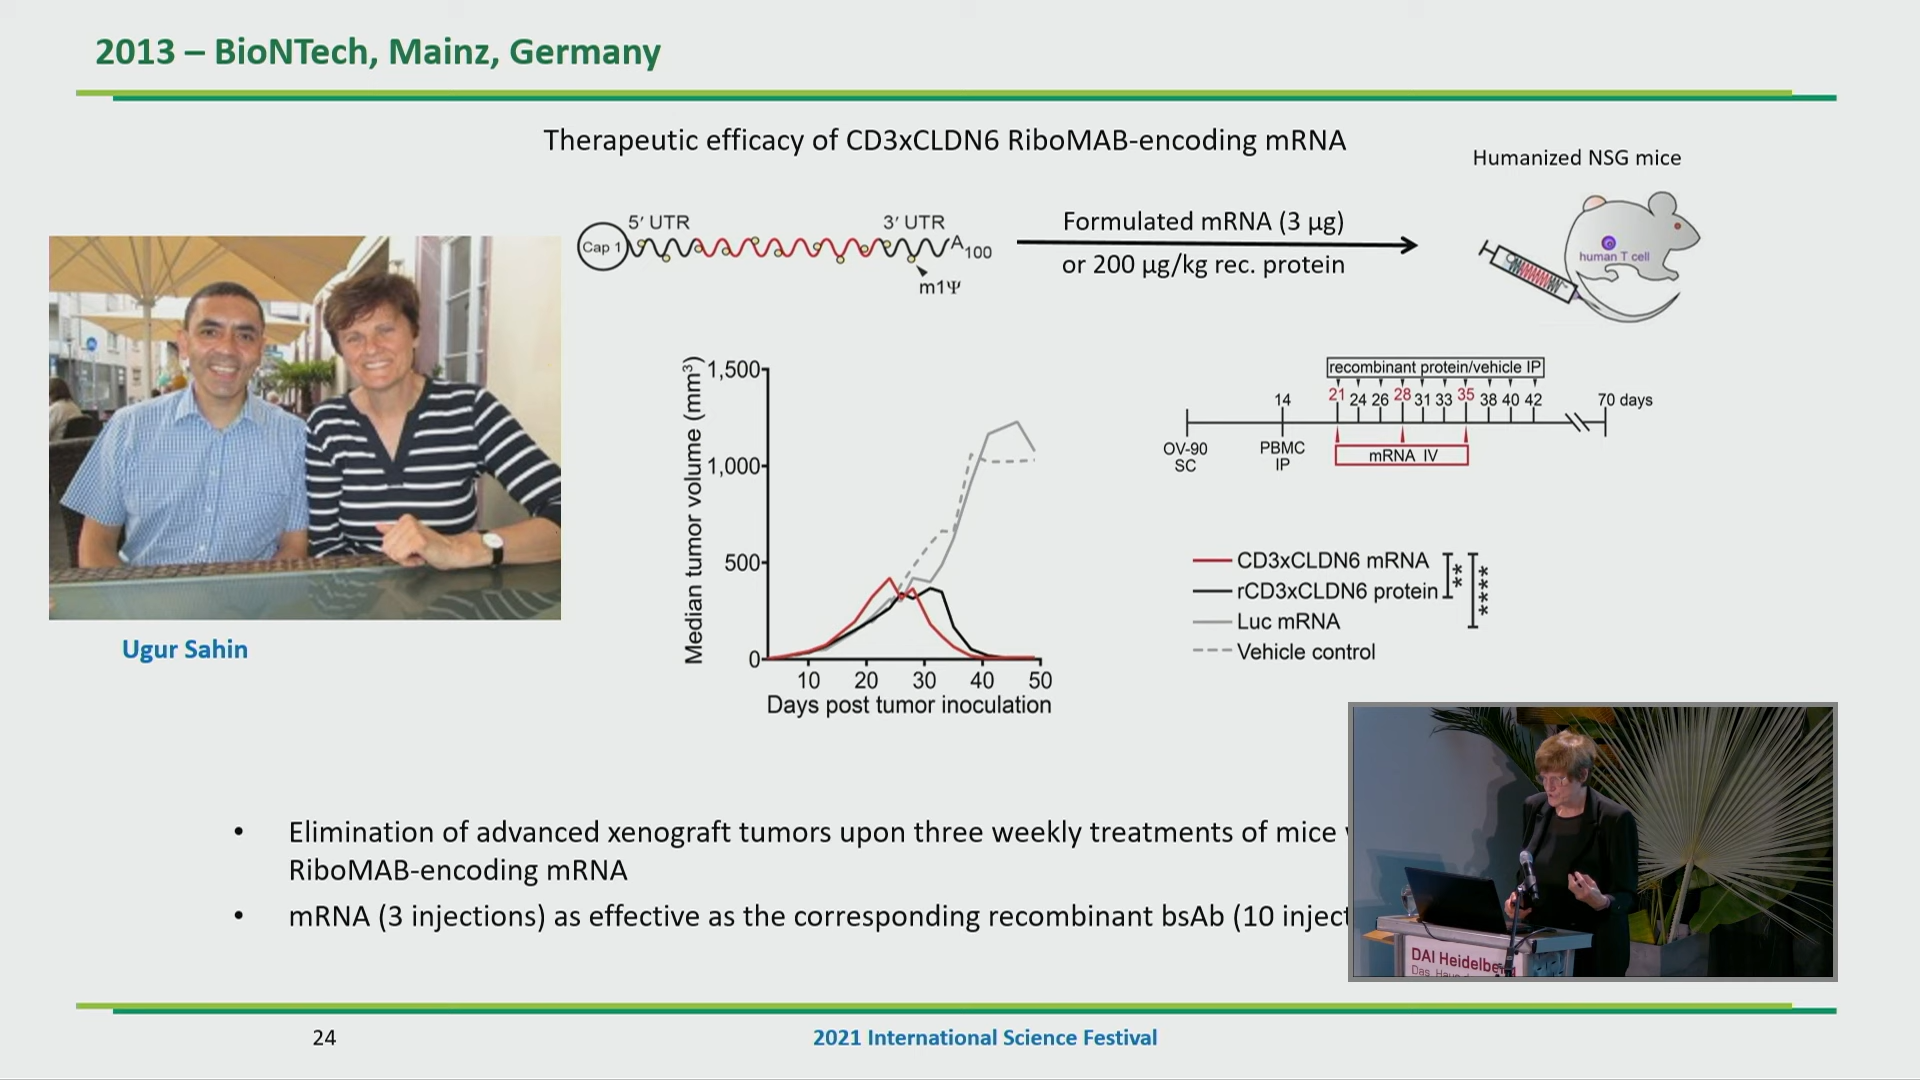 2013 – BioNTech, Mainz, Germany
Therapeutic efficacy of CD3xCLDN6 RiboMAB-encoding mRNA
Humanized NSG mice
5′ UTR
3′ UTR
Cap 1
A100
m1Ψ
Formulated mRNA (3 µg)
or 200 µg/kg rec. protein
human T cell
Ugur Sahin
Median tumor volume (mm³)
1,500
1,000
500
0
10 20 30 40 50
Days post tumor inoculation
recombinant protein/vehicle IP
14 21 24 26 28 31 33 35 38 40 42 70 days
OV-90
SC
PBMC
IP
mRNA IV
CD3xCLDN6 mRNA
rCD3xCLDN6 protein
Luc mRNA
Vehicle control
**
****
• Elimination of advanced xenograft tumors upon three weekly treatments of mice
RiboMAB-encoding mRNA
• mRNA (3 injections) as effective as the corresponding recombinant bsAb (10 inject
DAI Heidelbe
Das
24
2021 International Science Festival